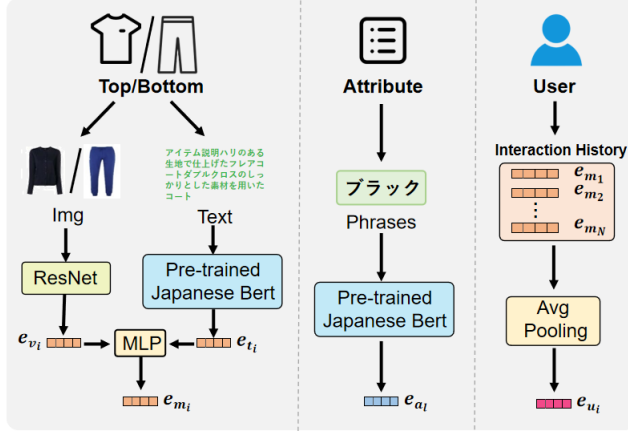 Top/Bottom
アイテム説明ハリのある
生地で仕上げたフレアコ
ートダブルクロスのしっ
かりとした素材を用いた
コート
Img
Text
ResNet
Pre-trained
Japanese Bert
e_{v_i}
MLP
e_{t_i}
e_{m_i}
Attribute
ブラック
Phrases
Pre-trained
Japanese Bert
e_{a_l}
User
Interaction History
e_{m_1}
e_{m_2}
⋮
e_{m_N}
Avg
Pooling
e_{u_i}